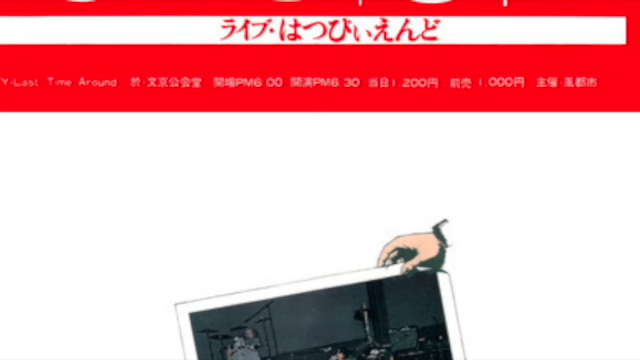 ライブ・はつぴいえんど
Y-Last Time Around 於・文京公会堂 開場PM6:00 開演PM6:30 当日1,200円 前売1,000円 主催・風都市